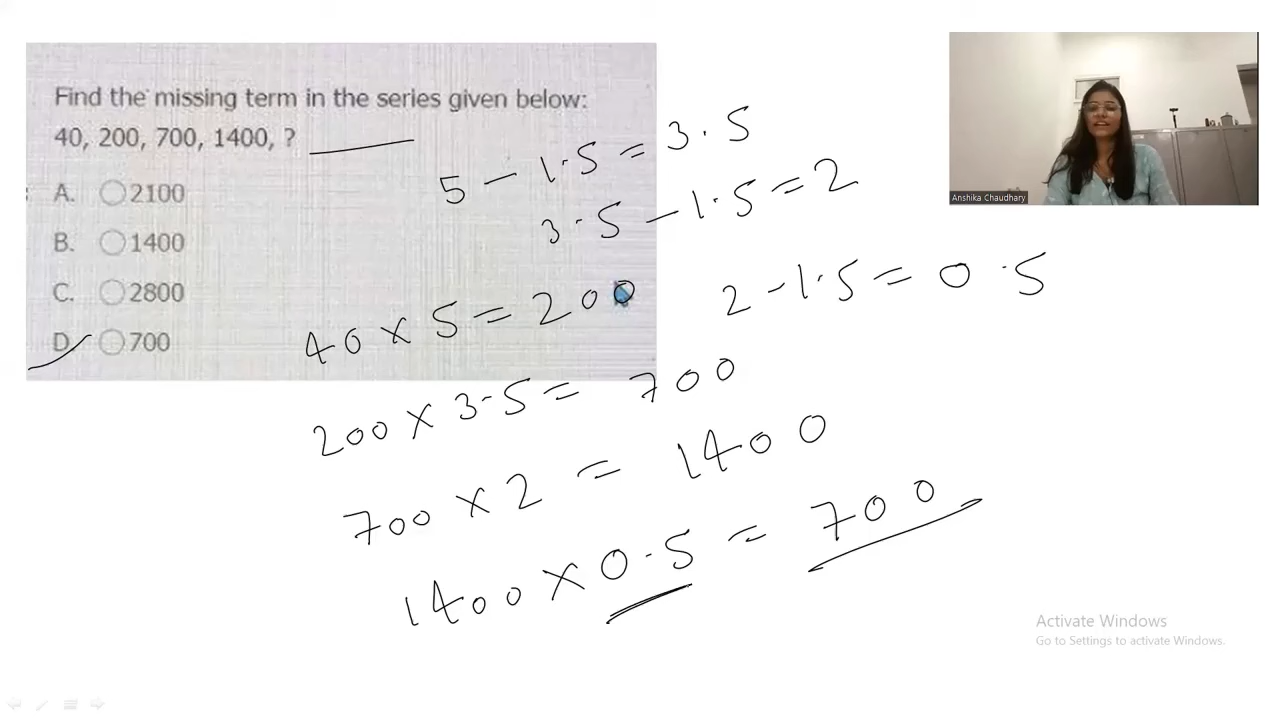 Find the missing term in the series given below:
40, 200, 700, 1400, ?
A. 2100
B. 1400
C. 2800
D. 700
5 - 1.5 = 3.5
3.5 - 1.5 = 2
2 - 1.5 = 0.5
40 x 5 = 200
200 x 3.5 = 700
700 x 2 = 1400
1400 x 0.5 = 700
Anshika Chaudhary
Activate Windows
Go to Settings to activate Windows.